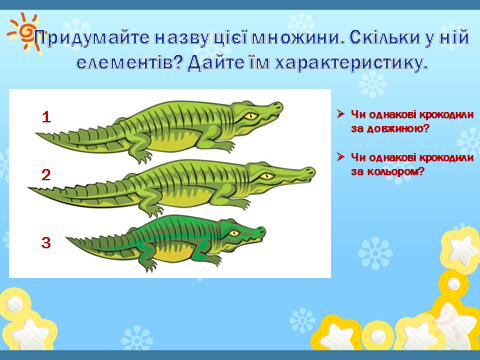 Придумайте назву цієї множини. Скільки у ній
елементів? Дайте їм характеристику.
1
2
3
Чи однакові крокодили
за довжиною?
Чи однакові крокодили
за кольором?